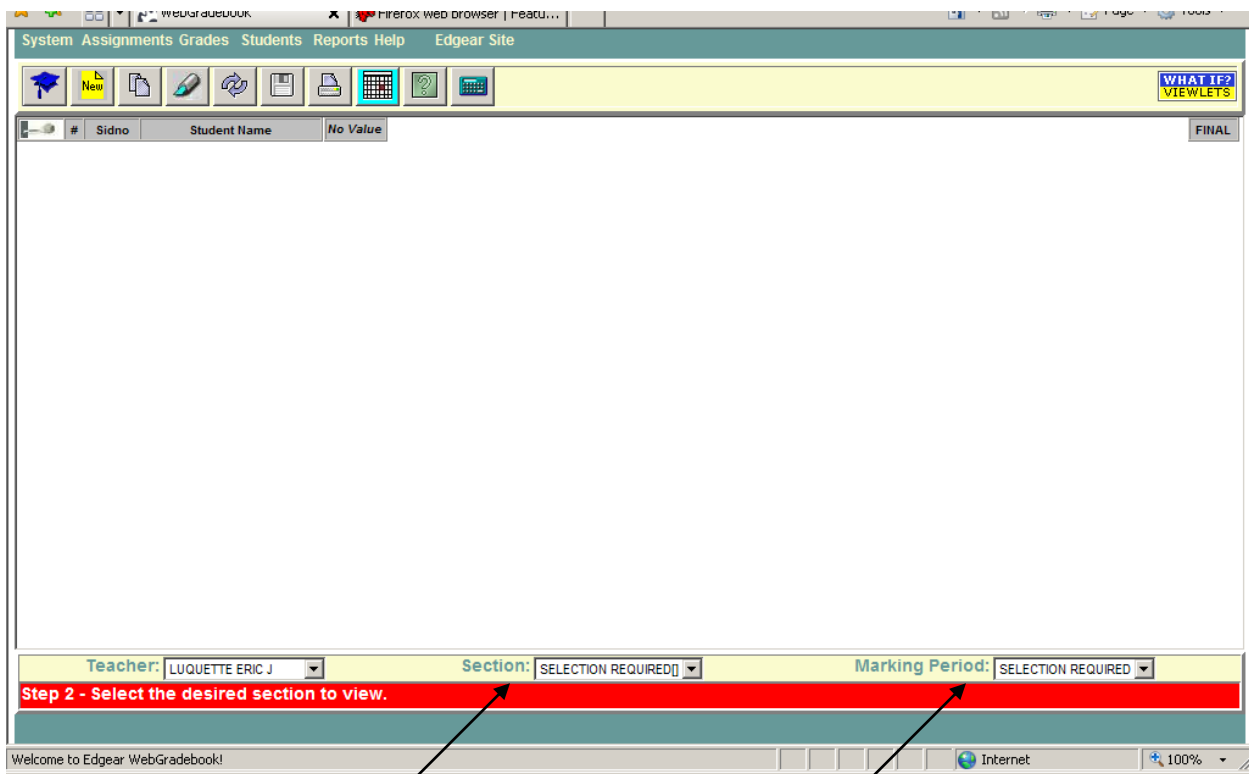 WebGradebook Firefox web browser | Featu... Page Tools
System Assignments Grades Students Reports Help Edgear Site
New WHAT IF?
VIEWLETS
# Sidno Student Name No Value FINAL
Teacher: LUQUETTE ERIC J Section: SELECTION REQUIRED[] Marking Period: SELECTION REQUIRED
Step 2 - Select the desired section to view.
Welcome to Edgear WebGradebook! Internet 100%